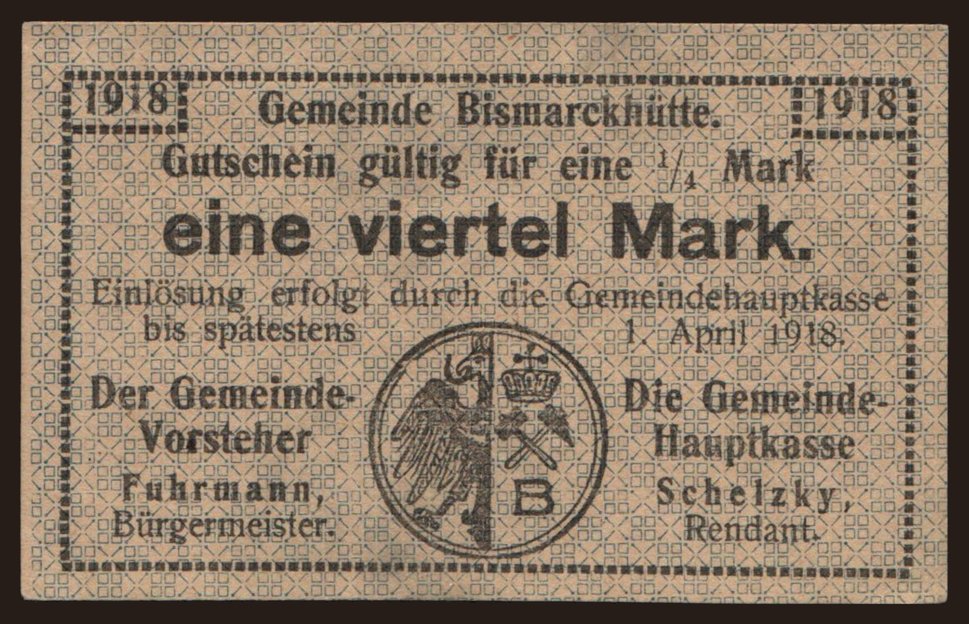 1918 Gemeinde Bismarckhütte. 1918
Gutschein gültig für eine 1/4 Mark
eine viertel Mark.
Einlösung erfolgt durch die Gemeindehauptkasse
bis spätestens 1. April 1918.
Der Gemeinde-
Vorsteher
Fuhrmann,
Bürgermeister.
B
Die Gemeinde-
Hauptkasse
Schelzky,
Rendant.